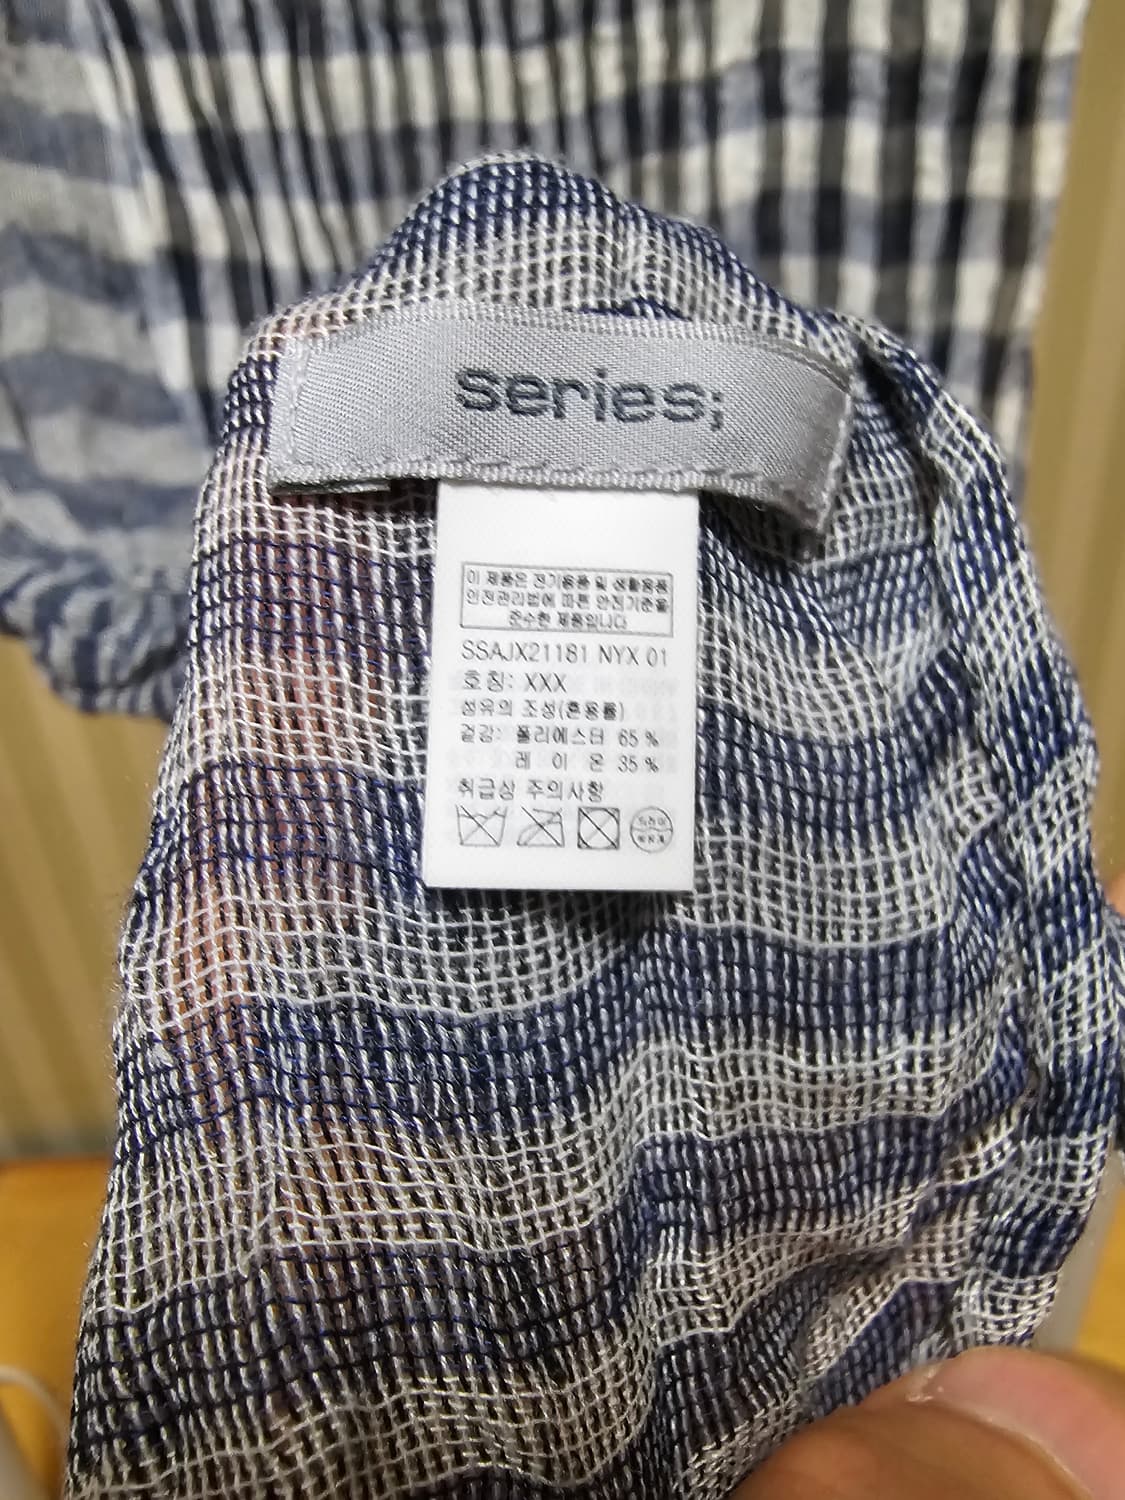 series;
이 제품은 전기용품 및 생활용품
안전관리법에 따른 안전기준을
준수한 제품입니다
SSAJX21181 NYX 01
호칭: XXX
섬유의 조성(혼용률)
겉감: 폴리에스터 65 %
레 이 온 35 %
취급상 주의사항